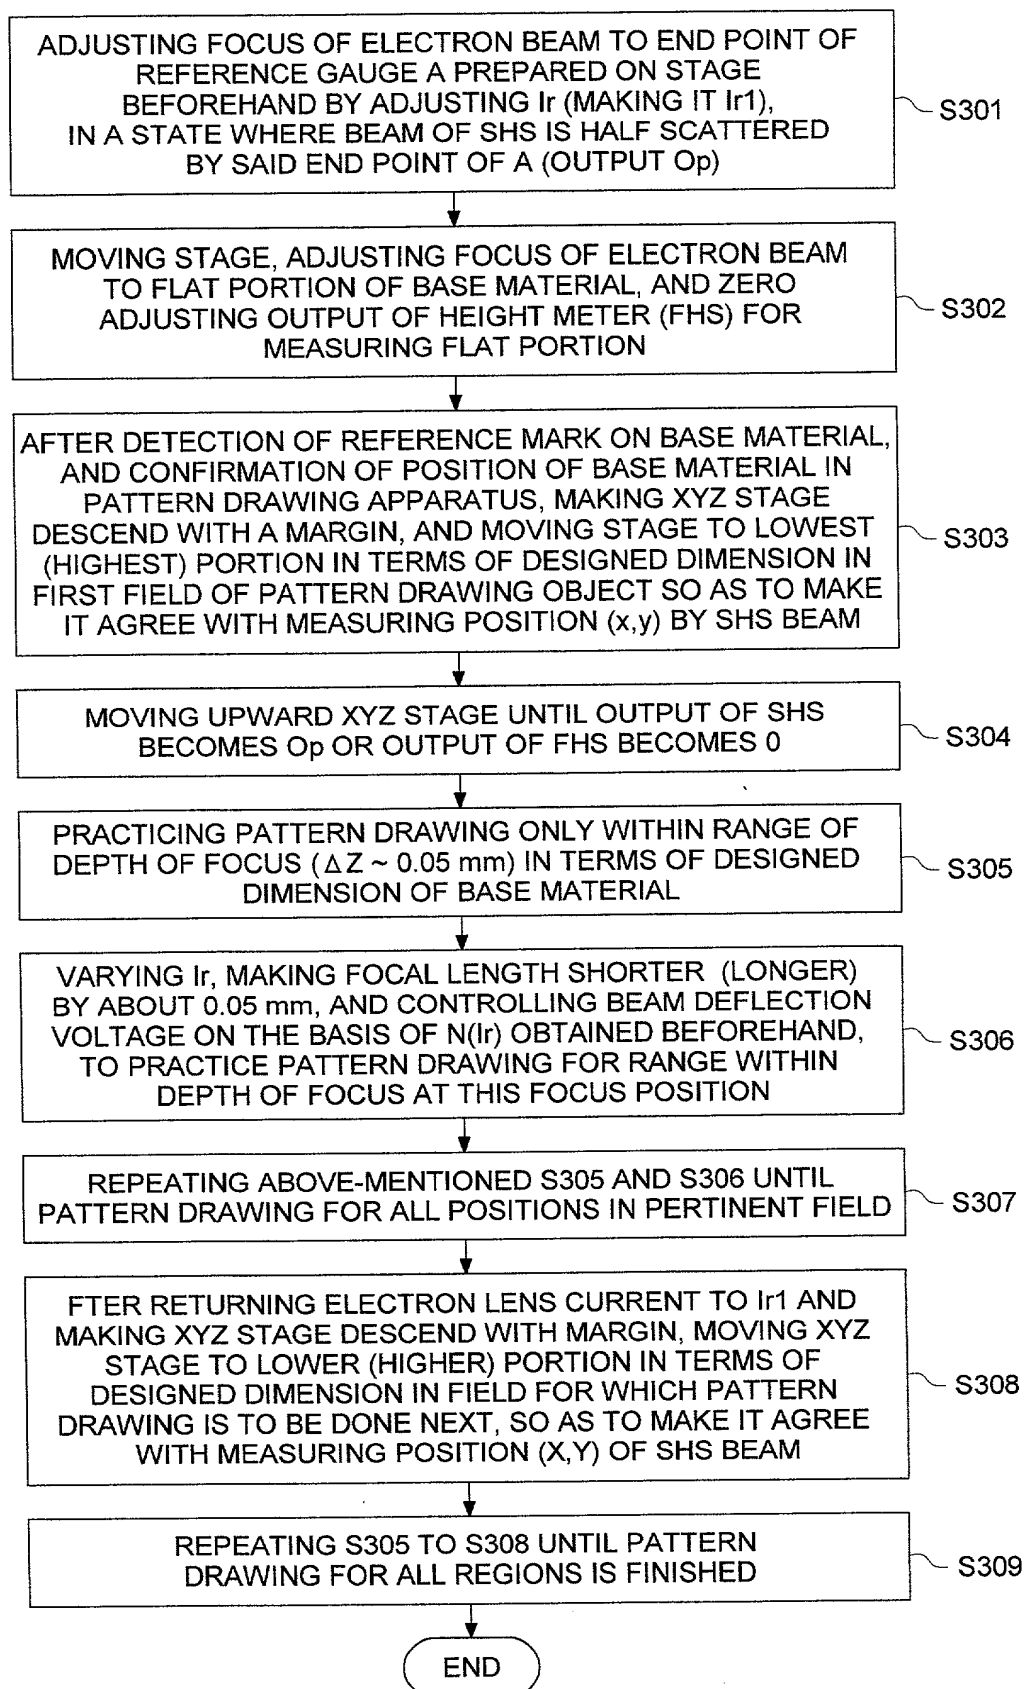 ADJUSTING FOCUS OF ELECTRON BEAM TO END POINT OF
REFERENCE GAUGE A PREPARED ON STAGE
BEFOREHAND BY ADJUSTING Ir (MAKING IT Ir1),
IN A STATE WHERE BEAM OF SHS IS HALF SCATTERED
BY SAID END POINT OF A (OUTPUT Op)
S301
MOVING STAGE, ADJUSTING FOCUS OF ELECTRON BEAM
TO FLAT PORTION OF BASE MATERIAL, AND ZERO
ADJUSTING OUTPUT OF HEIGHT METER (FHS) FOR
MEASURING FLAT PORTION
S302
AFTER DETECTION OF REFERENCE MARK ON BASE MATERIAL,
AND CONFIRMATION OF POSITION OF BASE MATERIAL IN
PATTERN DRAWING APPARATUS, MAKING XYZ STAGE
DESCEND WITH A MARGIN, AND MOVING STAGE TO LOWEST
(HIGHEST) PORTION IN TERMS OF DESIGNED DIMENSION IN
FIRST FIELD OF PATTERN DRAWING OBJECT SO AS TO MAKE
IT AGREE WITH MEASURING POSITION (x,y) BY SHS BEAM
S303
MOVING UPWARD XYZ STAGE UNTIL OUTPUT OF SHS
BECOMES Op OR OUTPUT OF FHS BECOMES 0
S304
PRACTICING PATTERN DRAWING ONLY WITHIN RANGE OF
DEPTH OF FOCUS (ΔZ ~ 0.05 mm) IN TERMS OF DESIGNED
DIMENSION OF BASE MATERIAL
S305
VARYING Ir, MAKING FOCAL LENGTH SHORTER (LONGER)
BY ABOUT 0.05 mm, AND CONTROLLING BEAM DEFLECTION
VOLTAGE ON THE BASIS OF N(Ir) OBTAINED BEFOREHAND,
TO PRACTICE PATTERN DRAWING FOR RANGE WITHIN
DEPTH OF FOCUS AT THIS FOCUS POSITION
S306
REPEATING ABOVE-MENTIONED S305 AND S306 UNTIL
PATTERN DRAWING FOR ALL POSITIONS IN PERTINENT FIELD
S307
FTER RETURNING ELECTRON LENS CURRENT TO Ir1 AND
MAKING XYZ STAGE DESCEND WITH MARGIN, MOVING XYZ
STAGE TO LOWER (HIGHER) PORTION IN TERMS OF
DESIGNED DIMENSION IN FIELD FOR WHICH PATTERN
DRAWING IS TO BE DONE NEXT, SO AS TO MAKE IT AGREE
WITH MEASURING POSITION (X,Y) OF SHS BEAM
S308
REPEATING S305 TO S308 UNTIL PATTERN
DRAWING FOR ALL REGIONS IS FINISHED
S309
END